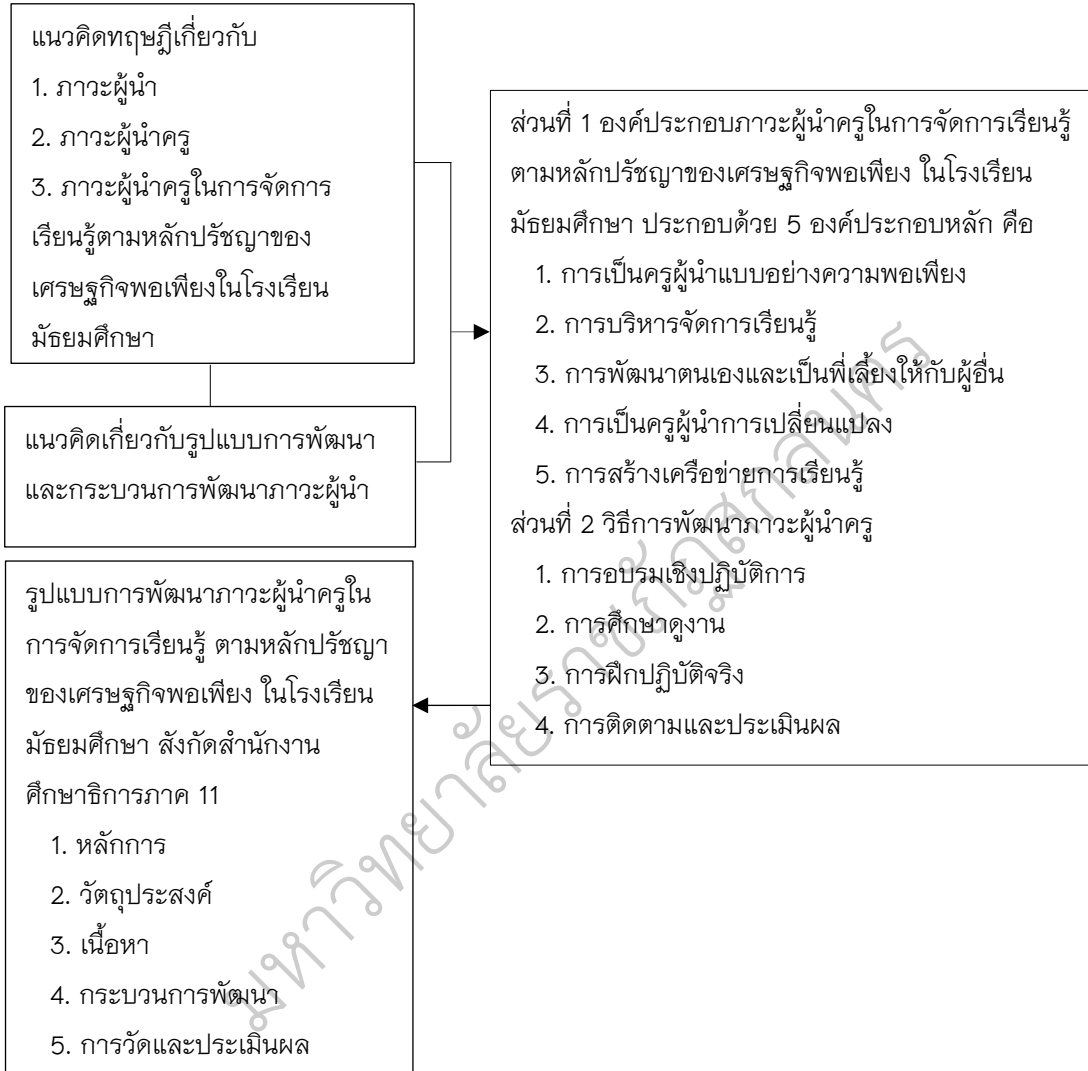 แนวคิดทฤษฎีเกี่ยวกับ
1. ภาวะผู้นำ
2. ภาวะผู้นำครู
3. ภาวะผู้นำครูในการจัดการ
เรียนรู้ตามหลักปรัชญาของ
เศรษฐกิจพอเพียงในโรงเรียน
มัธยมศึกษา
แนวคิดเกี่ยวกับรูปแบบการพัฒนา
และกระบวนการพัฒนาภาวะผู้นำ
ส่วนที่ 1 องค์ประกอบภาวะผู้นำครูในการจัดการเรียนรู้
ตามหลักปรัชญาของเศรษฐกิจพอเพียง ในโรงเรียน
มัธยมศึกษา ประกอบด้วย 5 องค์ประกอบหลัก คือ
1. การเป็นครูผู้นำแบบอย่างความพอเพียง
2. การบริหารจัดการเรียนรู้
3. การพัฒนาตนเองและเป็นพี่เลี้ยงให้กับผู้อื่น
4. การเป็นครูผู้นำการเปลี่ยนแปลง
5. การสร้างเครือข่ายการเรียนรู้
ส่วนที่ 2 วิธีการพัฒนาภาวะผู้นำครู
1. การอบรมเชิงปฏิบัติการ
2. การศึกษาดูงาน
3. การฝึกปฏิบัติจริง
4. การติดตามและประเมินผล
รูปแบบการพัฒนาภาวะผู้นำครูใน
การจัดการเรียนรู้ ตามหลักปรัชญา
ของเศรษฐกิจพอเพียง ในโรงเรียน
มัธยมศึกษา สังกัดสำนักงาน
ศึกษาธิการภาค 11
1. หลักการ
2. วัตถุประสงค์
3. เนื้อหา
4. กระบวนการพัฒนา
5. การวัดและประเมินผล
มหาวิทยาลัยราชภัฏสกลนคร